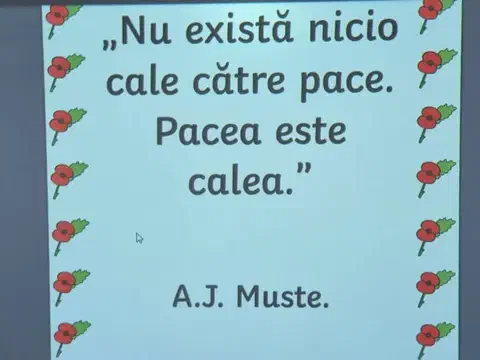 „Nu există nicio
cale către pace.
Pacea este
calea.”
A.J. Muste.